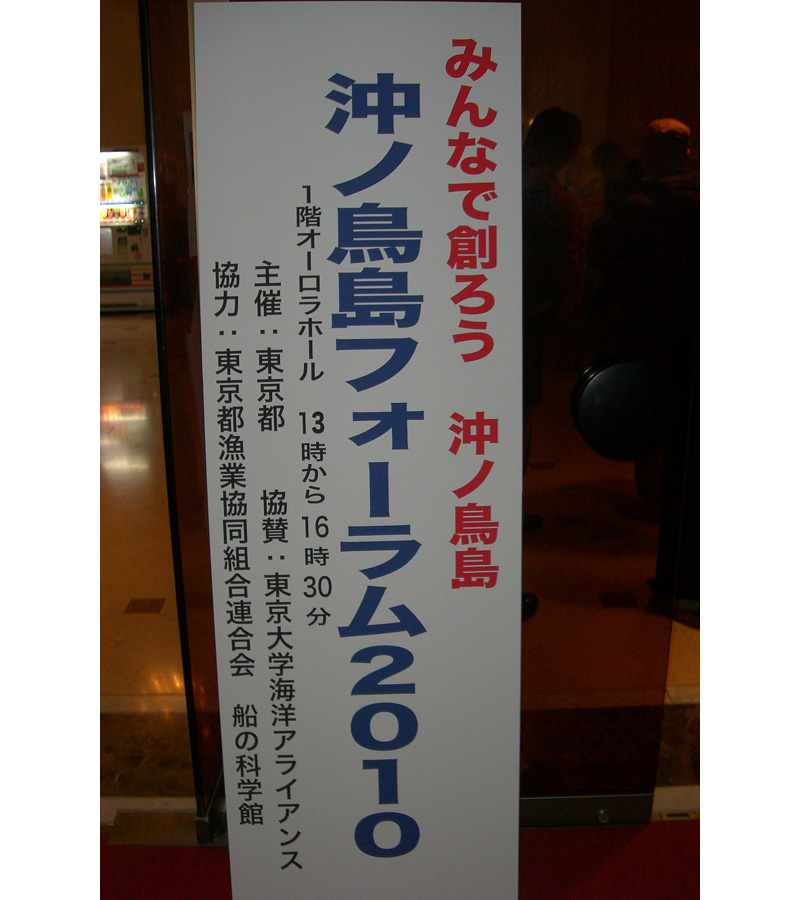 みんなで創ろう　沖ノ鳥島
沖ノ鳥島フォーラム2010
1階オーロラホール　13時から16時30分
主催：東京都　協賛：東京大学海洋アライアンス
協力：東京都漁業協同組合連合会　船の科学館